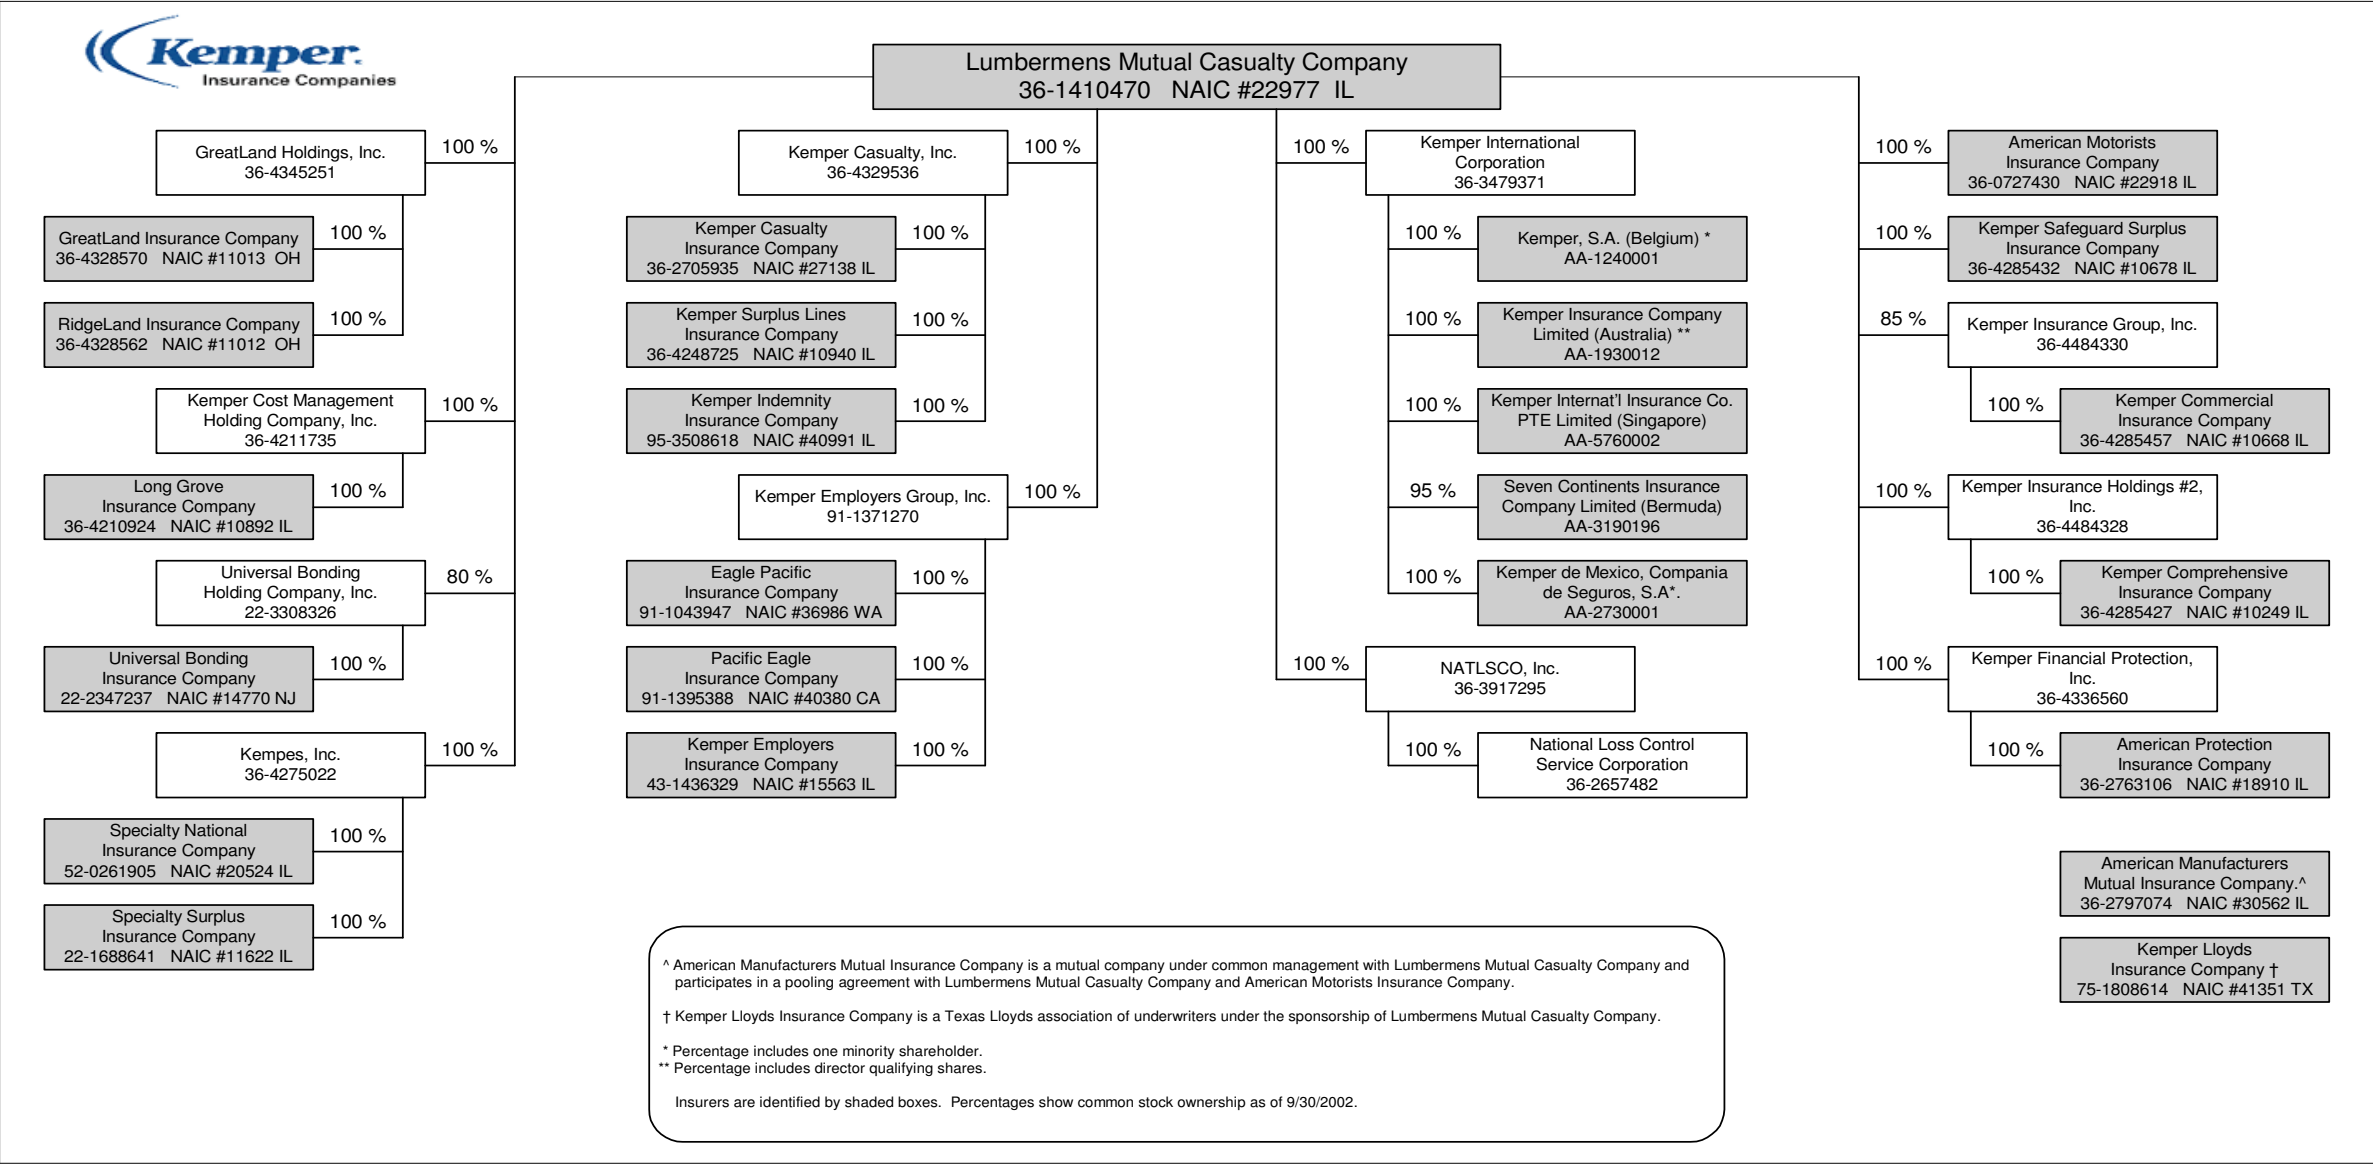 Kemper.
Insurance Companies
Lumbermens Mutual Casualty Company
36-1410470 NAIC #22977 IL
GreatLand Holdings, Inc.
36-4345251
100 %
GreatLand Insurance Company
36-4328570 NAIC #11013 OH
100 %
RidgeLand Insurance Company
36-4328562 NAIC #11012 OH
100 %
Kemper Cost Management
Holding Company, Inc.
36-4211735
100 %
Long Grove
Insurance Company
36-4210924 NAIC #10892 IL
100 %
Universal Bonding
Holding Company, Inc.
22-3308326
80 %
Universal Bonding
Insurance Company
22-2347237 NAIC #14770 NJ
100 %
Kempes, Inc.
36-4275022
100 %
Specialty National
Insurance Company
52-0261905 NAIC #20524 IL
100 %
Specialty Surplus
Insurance Company
22-1688641 NAIC #11622 IL
100 %
Kemper Casualty, Inc.
36-4329536
100 %
Kemper Casualty
Insurance Company
36-2705935 NAIC #27138 IL
100 %
Kemper Surplus Lines
Insurance Company
36-4248725 NAIC #10940 IL
100 %
Kemper Indemnity
Insurance Company
95-3508618 NAIC #40991 IL
100 %
Kemper Employers Group, Inc.
91-1371270
100 %
Eagle Pacific
Insurance Company
91-1043947 NAIC #36986 WA
100 %
Pacific Eagle
Insurance Company
91-1395388 NAIC #40380 CA
100 %
Kemper Employers
Insurance Company
43-1436329 NAIC #15563 IL
100 %
100 %
Kemper International
Corporation
36-3479371
100 %
Kemper, S.A. (Belgium) *
AA-1240001
100 %
Kemper Insurance Company
Limited (Australia) **
AA-1930012
100 %
Kemper Internat'l Insurance Co.
PTE Limited (Singapore)
AA-5760002
95 %
Seven Continents Insurance
Company Limited (Bermuda)
AA-3190196
100 %
Kemper de Mexico, Compania
de Seguros, S.A*.
AA-2730001
100 %
NATLSCO, Inc.
36-3917295
100 %
National Loss Control
Service Corporation
36-2657482
100 %
American Motorists
Insurance Company
36-0727430 NAIC #22918 IL
100 %
Kemper Safeguard Surplus
Insurance Company
36-4285432 NAIC #10678 IL
85 %
Kemper Insurance Group, Inc.
36-4484330
100 %
Kemper Commercial
Insurance Company
36-4285457 NAIC #10668 IL
100 %
Kemper Insurance Holdings #2,
Inc.
36-4484328
100 %
Kemper Comprehensive
Insurance Company
36-4285427 NAIC #10249 IL
100 %
Kemper Financial Protection,
Inc.
36-4336560
100 %
American Protection
Insurance Company
36-2763106 NAIC #18910 IL
American Manufacturers
Mutual Insurance Company.^
36-2797074 NAIC #30562 IL
Kemper Lloyds
Insurance Company †
75-1808614 NAIC #41351 TX
^ American Manufacturers Mutual Insurance Company is a mutual company under common management with Lumbermens Mutual Casualty Company and
participates in a pooling agreement with Lumbermens Mutual Casualty Company and American Motorists Insurance Company.
† Kemper Lloyds Insurance Company is a Texas Lloyds association of underwriters under the sponsorship of Lumbermens Mutual Casualty Company.
* Percentage includes one minority shareholder.
** Percentage includes director qualifying shares.
Insurers are identified by shaded boxes. Percentages show common stock ownership as of 9/30/2002.